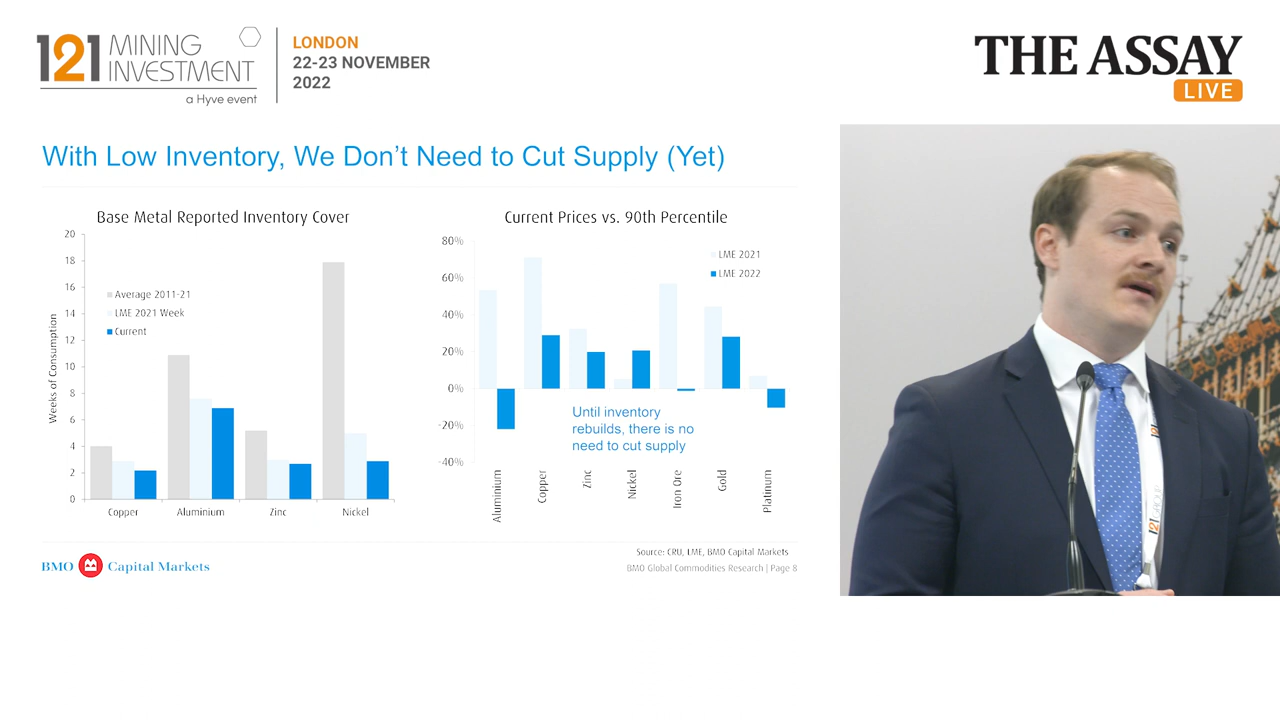 121 MINING INVESTMENT
a Hyve event
LONDON
22-23 NOVEMBER
2022
THE ASSAY
LIVE
With Low Inventory, We Don't Need to Cut Supply (Yet)
Base Metal Reported Inventory Cover
Weeks of Consumption
20
18
16
14
12
10
8
6
4
2
0
Average 2011-21
LME 2021 Week
Current
Copper
Aluminium
Zinc
Nickel
Current Prices vs. 90th Percentile
80%
60%
40%
20%
0%
-20%
-40%
LME 2021
LME 2022
Until inventory
rebuilds, there is no
need to cut supply
Aluminium
Copper
Zinc
Nickel
Iron Ore
Gold
Platinum
BMO Capital Markets
Source: CRU, LME, BMO Capital Markets
BMO Global Commodities Research | Page 8
121
121 GROUP
121